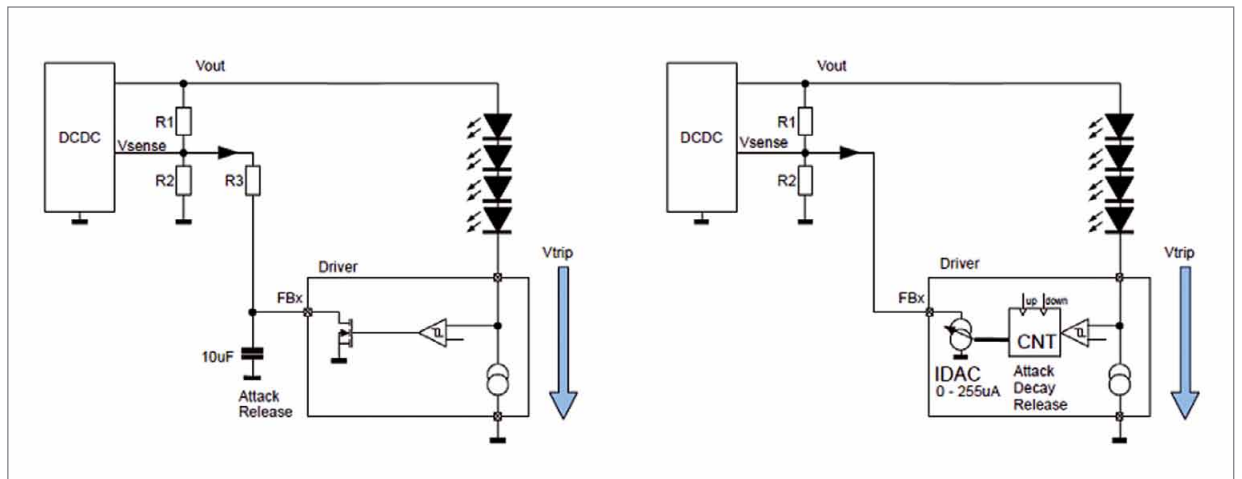 Vout
DCDC
R1
Vsense
R2
R3
Vtrip
Driver
FBx
10uF
Attack
Release
Vout
DCDC
R1
Vsense
R2
Vtrip
Driver
FBx
up down
CNT
IDAC
0 - 255uA
Attack
Decay
Release